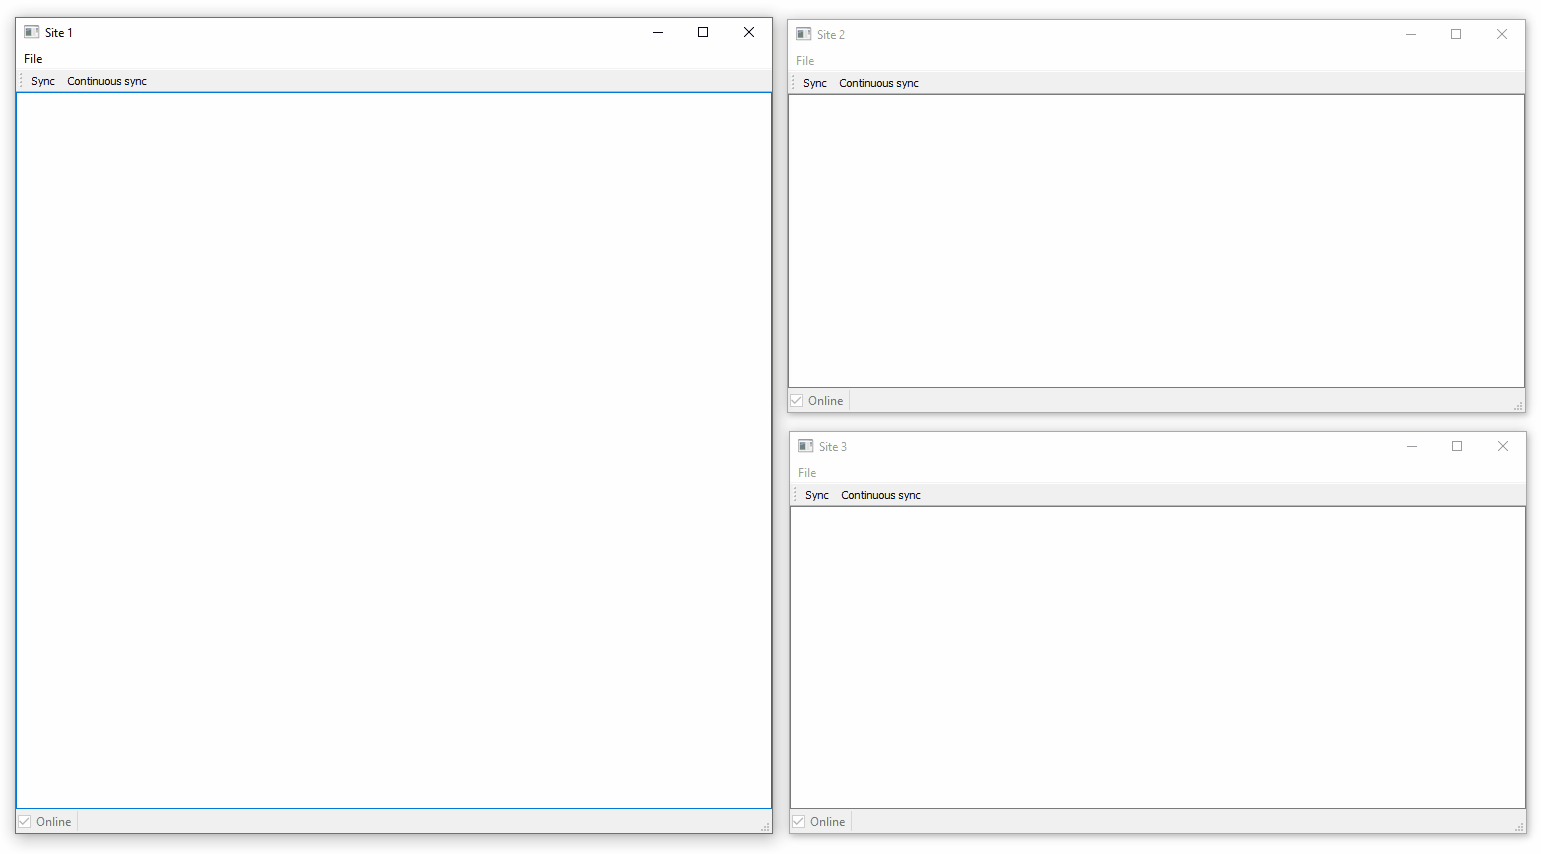 Site 1
File
Sync Continuous sync
Online
Site 2
File
Sync Continuous sync
Online
Site 3
File
Sync Continuous sync
Online